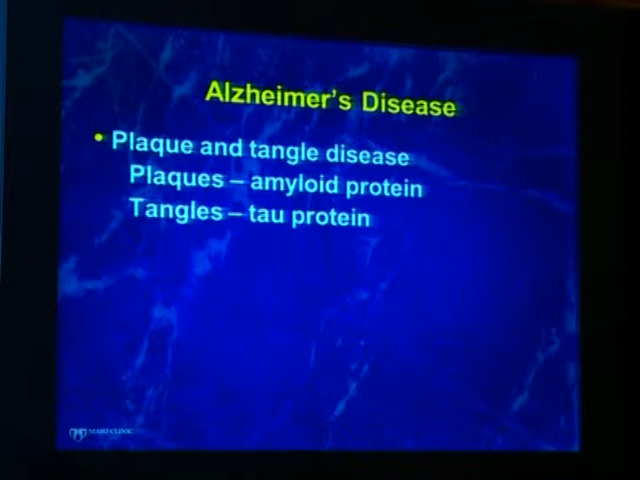 Alzheimer's Disease
• Plaque and tangle disease
Plaques – amyloid protein
Tangles – tau protein
MAYO CLINIC